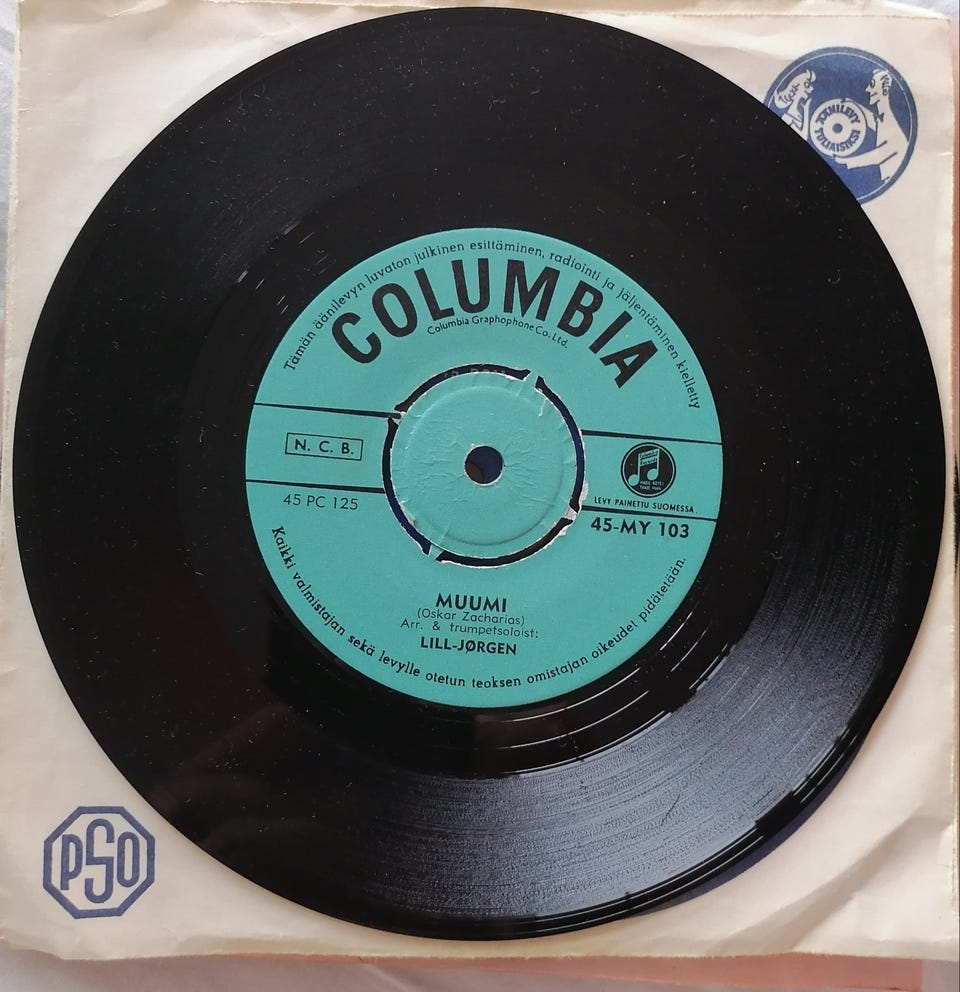 Tämän äänilevyn luvaton julkinen esittäminen, radiointi ja jäljentäminen kielletty
COLUMBIA
Columbia Graphophone Co. Ltd.
N. C. B.
45 PC 125
LEVY PAINETTU SUOMESSA.
45-MY 103
MUUMI
(Oskar Zacharias)
Arr. & trumpetsoloist:
LILL-JØRGEN
Kaikki valmistajan sekä levylle otetun teoksen omistajan oikeudet pidätetään.
ÄÄNILEVY
TULIAISIKSI
PSO